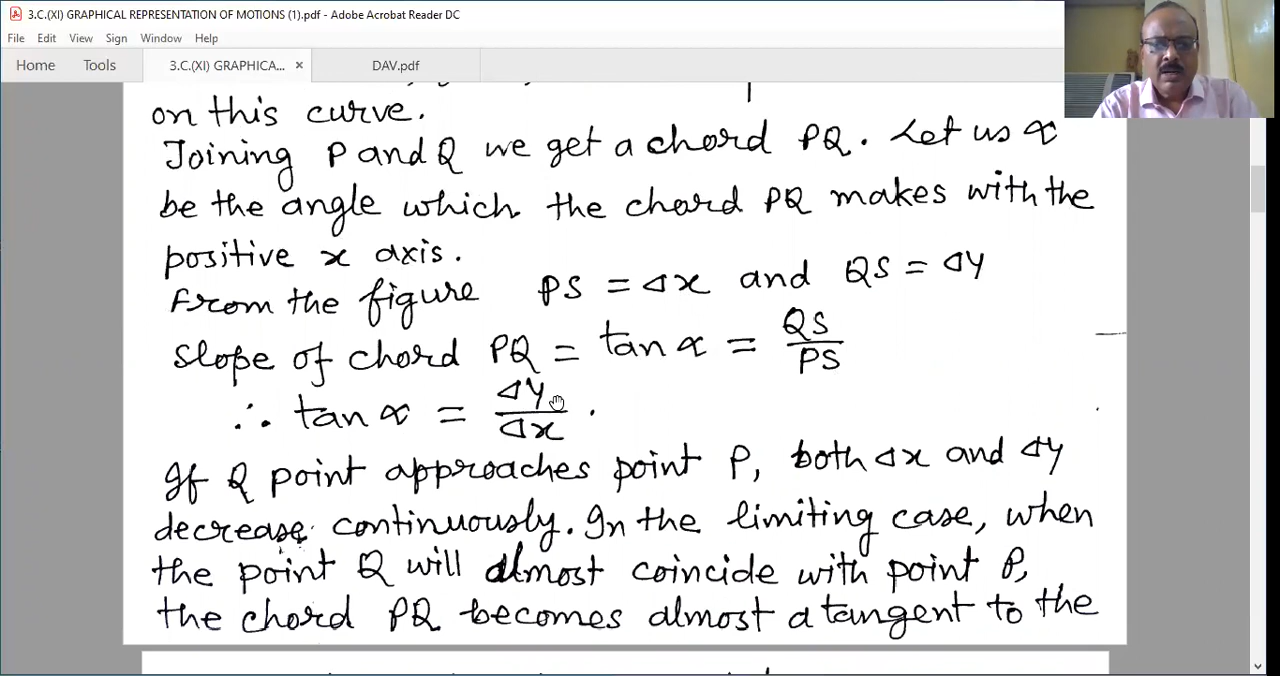 3.C.(XI) GRAPHICAL REPRESENTATION OF MOTIONS (1).pdf - Adobe Acrobat Reader DC
File Edit View Sign Window Help
Home Tools 3.C.(XI) GRAPHICA... × DAV.pdf
on this curve.
Joining P and Q we get a chord PQ. Let us α
be the angle which the chord PQ makes with the
positive x axis.
From the figure PS = Δx and QS = Δy
slope of chord PQ = tan α = QS/PS
∴ tan α = Δy/Δx .
If Q point approaches point P, both Δx and Δy
decrease continuously. In the limiting case, when
the point Q will almost coincide with point P,
the chord PQ becomes almost a tangent to the